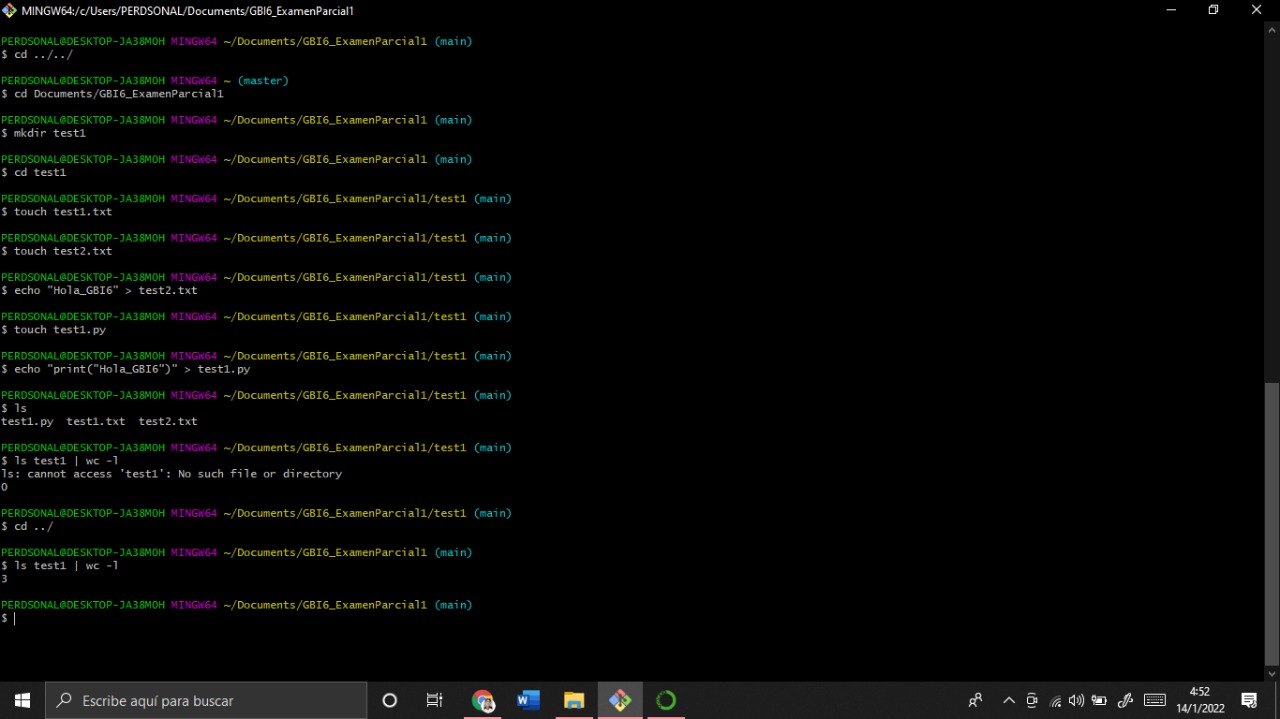 MINGW64:/c/Users/PERDSONAL/Documents/GBI6_ExamenParcial1
PERDSONAL@DESKTOP-JA38MOH MINGW64 ~/Documents/GBI6_ExamenParcial1 (main)
$ cd ../../
PERDSONAL@DESKTOP-JA38MOH MINGW64 ~ (master)
$ cd Documents/GBI6_ExamenParcial1
PERDSONAL@DESKTOP-JA38MOH MINGW64 ~/Documents/GBI6_ExamenParcial1 (main)
$ mkdir test1
PERDSONAL@DESKTOP-JA38MOH MINGW64 ~/Documents/GBI6_ExamenParcial1 (main)
$ cd test1
PERDSONAL@DESKTOP-JA38MOH MINGW64 ~/Documents/GBI6_ExamenParcial1/test1 (main)
$ touch test1.txt
PERDSONAL@DESKTOP-JA38MOH MINGW64 ~/Documents/GBI6_ExamenParcial1/test1 (main)
$ touch test2.txt
PERDSONAL@DESKTOP-JA38MOH MINGW64 ~/Documents/GBI6_ExamenParcial1/test1 (main)
$ echo "Hola_GBI6" > test2.txt
PERDSONAL@DESKTOP-JA38MOH MINGW64 ~/Documents/GBI6_ExamenParcial1/test1 (main)
$ touch test1.py
PERDSONAL@DESKTOP-JA38MOH MINGW64 ~/Documents/GBI6_ExamenParcial1/test1 (main)
$ echo "print("Hola_GBI6")" > test1.py
PERDSONAL@DESKTOP-JA38MOH MINGW64 ~/Documents/GBI6_ExamenParcial1/test1 (main)
$ ls
test1.py  test1.txt  test2.txt
PERDSONAL@DESKTOP-JA38MOH MINGW64 ~/Documents/GBI6_ExamenParcial1/test1 (main)
$ ls test1 | wc -l
ls: cannot access 'test1': No such file or directory
0
PERDSONAL@DESKTOP-JA38MOH MINGW64 ~/Documents/GBI6_ExamenParcial1/test1 (main)
$ cd ../
PERDSONAL@DESKTOP-JA38MOH MINGW64 ~/Documents/GBI6_ExamenParcial1 (main)
$ ls test1 | wc -l
3
PERDSONAL@DESKTOP-JA38MOH MINGW64 ~/Documents/GBI6_ExamenParcial1 (main)
$
Escribe aquí para buscar
4:52
14/1/2022